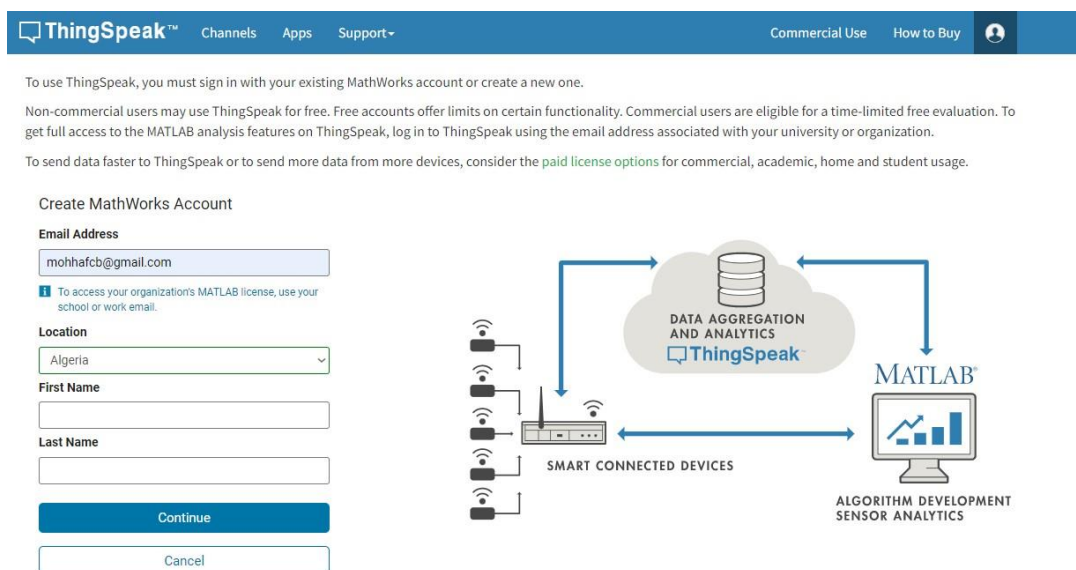 ThingSpeak™ Channels Apps Support Commercial Use How to Buy
To use ThingSpeak, you must sign in with your existing MathWorks account or create a new one.
Non-commercial users may use ThingSpeak for free. Free accounts offer limits on certain functionality. Commercial users are eligible for a time-limited free evaluation. To
get full access to the MATLAB analysis features on ThingSpeak, log in to ThingSpeak using the email address associated with your university or organization.
To send data faster to ThingSpeak or to send more data from more devices, consider the paid license options for commercial, academic, home and student usage.
Create MathWorks Account
Email Address
mohhafcb@gmail.com
To access your organization's MATLAB license, use your
school or work email.
Location
Algeria
First Name
Last Name
Continue
Cancel
DATA AGGREGATION
AND ANALYTICS
ThingSpeak™
SMART CONNECTED DEVICES
MATLAB®
ALGORITHM DEVELOPMENT
SENSOR ANALYTICS